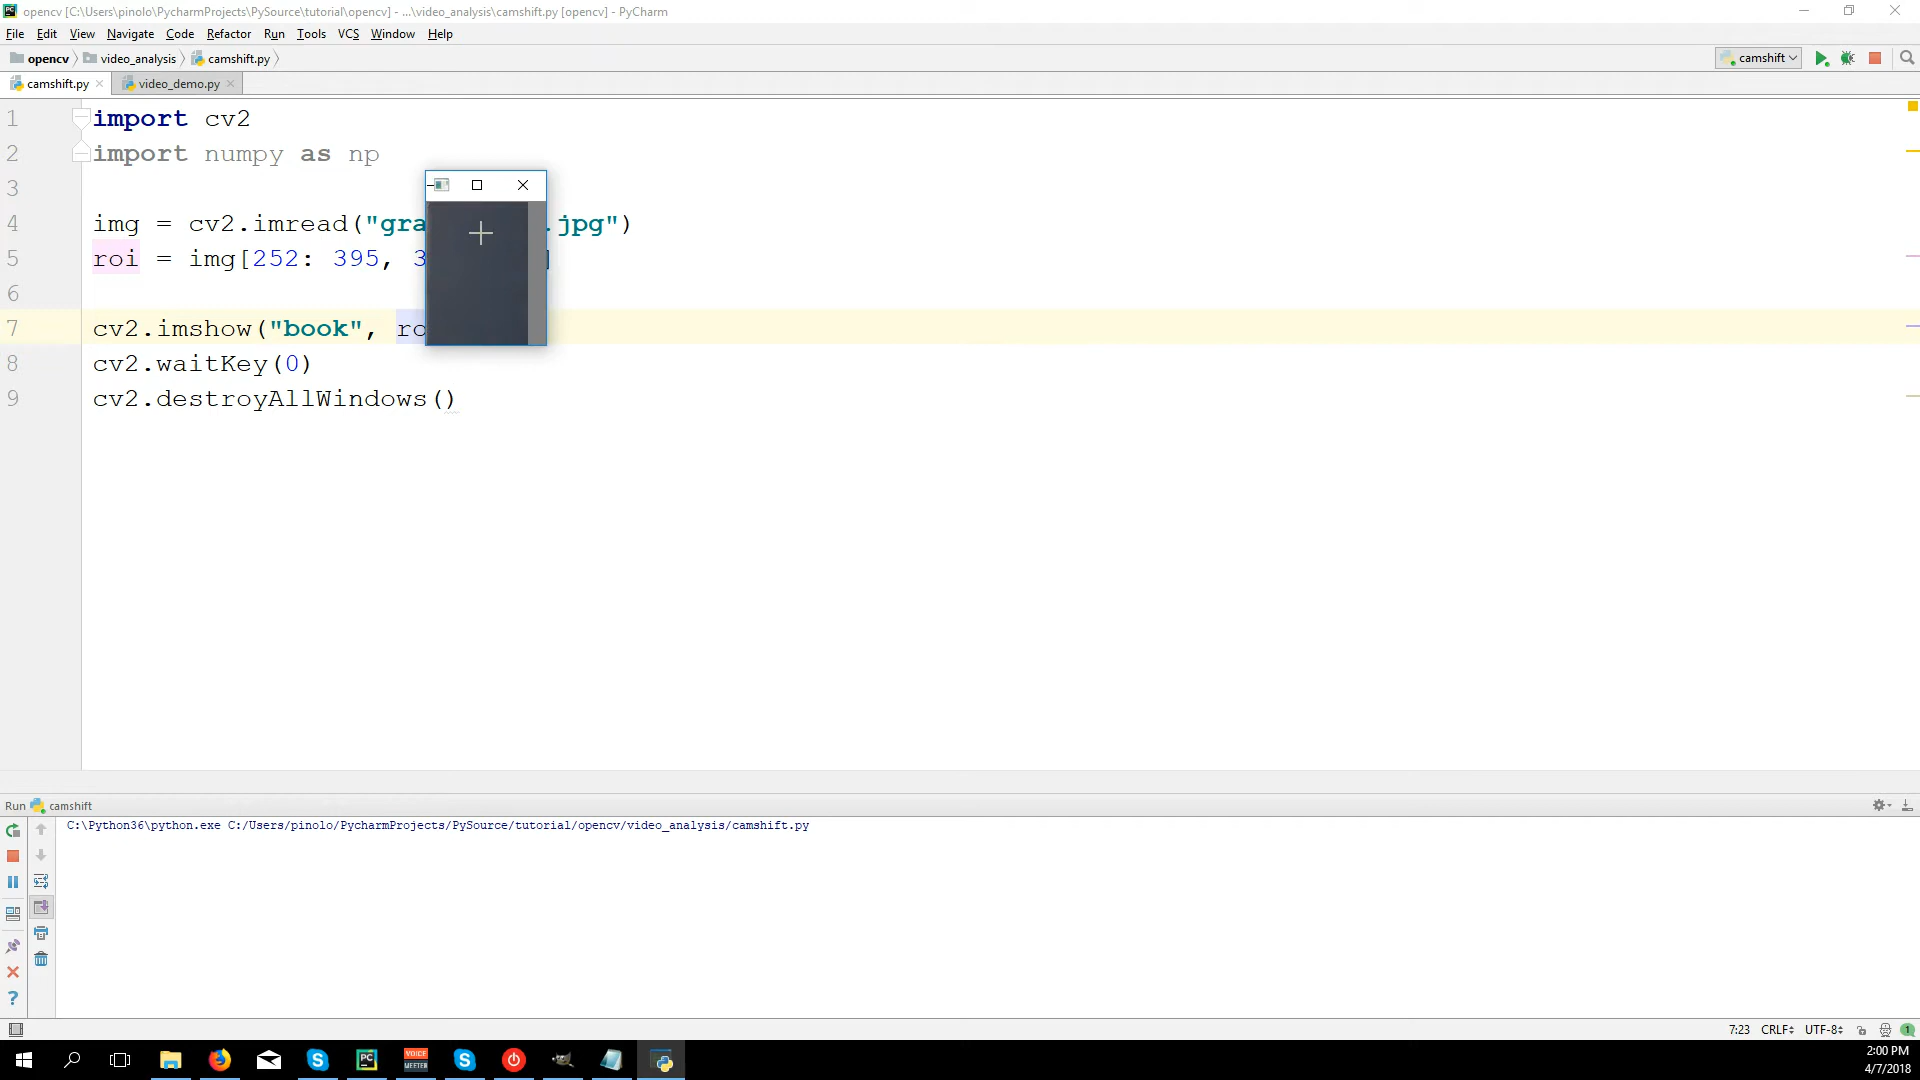 opencv [C:\Users\pinolo\PycharmProjects\PySource\tutorial\opencv] - ...\video_analysis\camshift.py [opencv] - PyCharm
File Edit View Navigate Code Refactor Run Tools VCS Window Help
opencv video_analysis camshift.py camshift
camshift.py video_demo.py
1 import cv2
2 import numpy as np
3
4 img = cv2.imread("gra .jpg")
5 roi = img[252: 395, 3 ]
6
7 cv2.imshow("book", ro
8 cv2.waitKey(0)
9 cv2.destroyAllWindows()
Run camshift
C:\Python36\python.exe C:/Users/pinolo/PycharmProjects/PySource/tutorial/opencv/video_analysis/camshift.py
7:23 CRLF UTF-8 1
PC VOICE MEETER
2:00 PM
4/7/2018